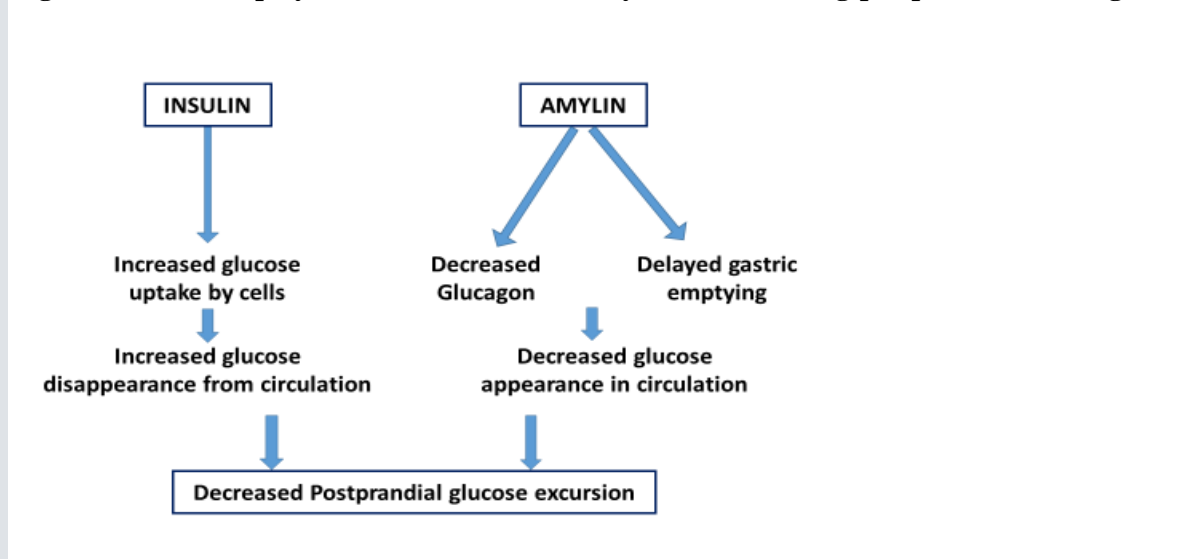 INSULIN
AMYLIN
Increased glucose
uptake by cells
Decreased
Glucagon
Delayed gastric
emptying
Increased glucose
disappearance from circulation
Decreased glucose
appearance in circulation
Decreased Postprandial glucose excursion